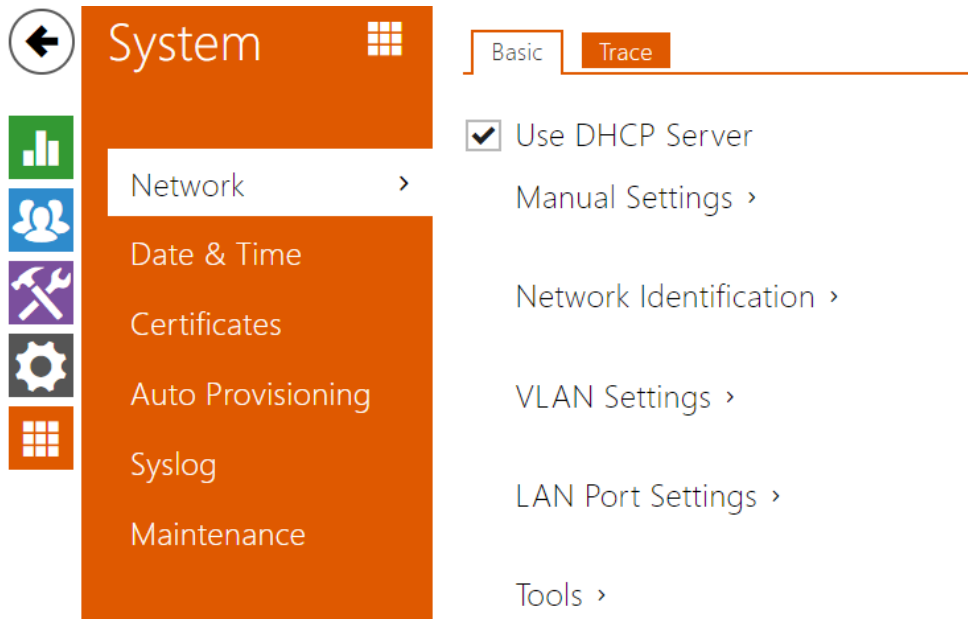 System
Network
Date & Time
Certificates
Auto Provisioning
Syslog
Maintenance
Basic
Trace
Use DHCP Server
Manual Settings
Network Identification
VLAN Settings
LAN Port Settings
Tools